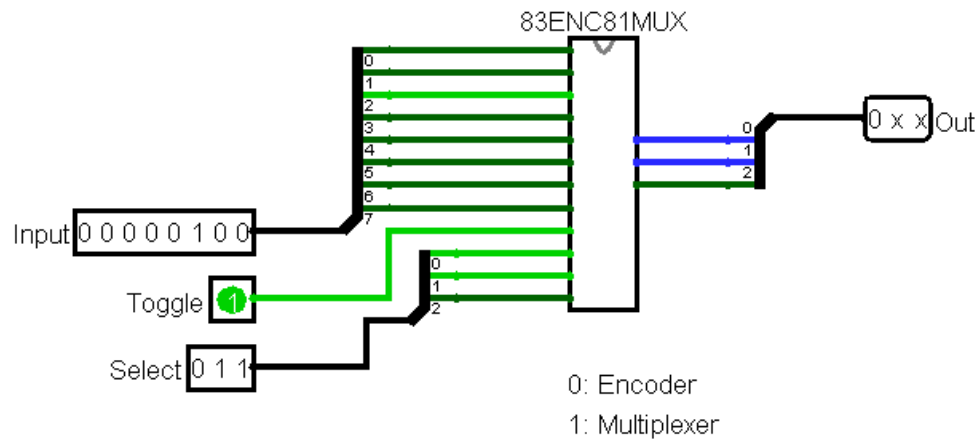 83ENC81MUX
0
1
2
3
4
5
6
7
0
1
2
0 x x Out
Input 0 0 0 0 0 1 0 0
0
1
2
Toggle 1
Select 0 1 1
0: Encoder
1: Multiplexer